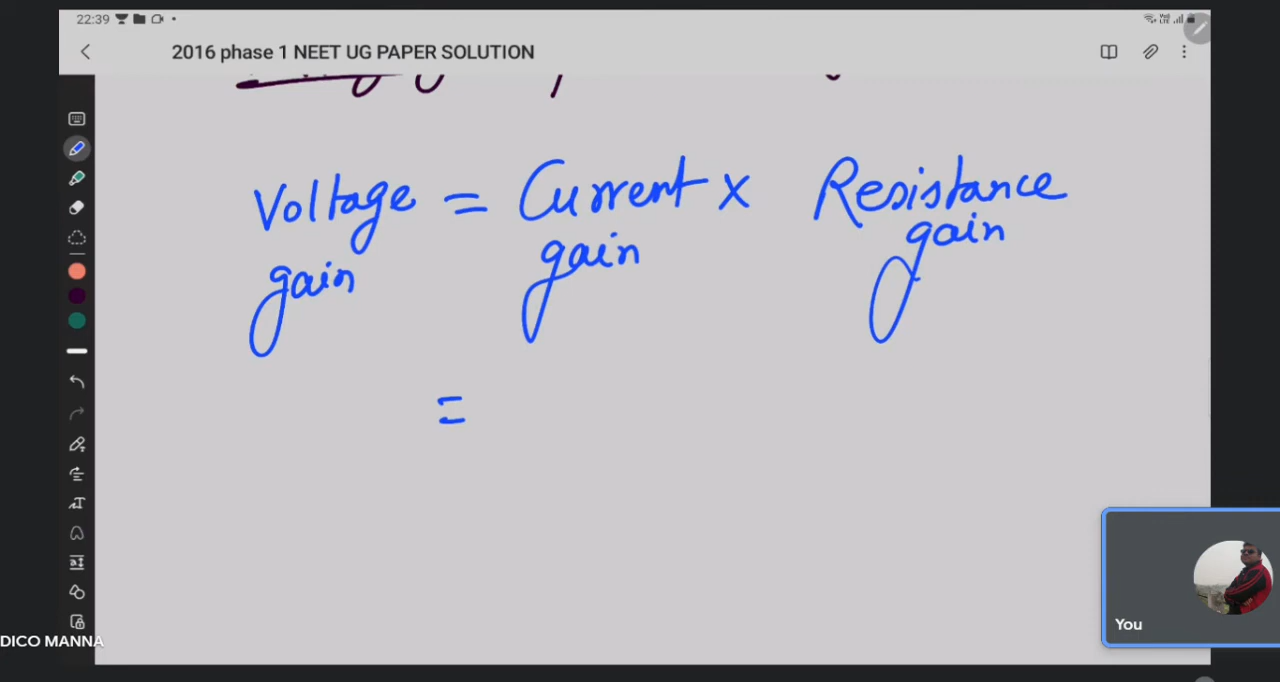 22:39
2016 phase 1 NEET UG PAPER SOLUTION
Voltage = Current x Resistance
gain gain gain
=
You
DICO MANNA